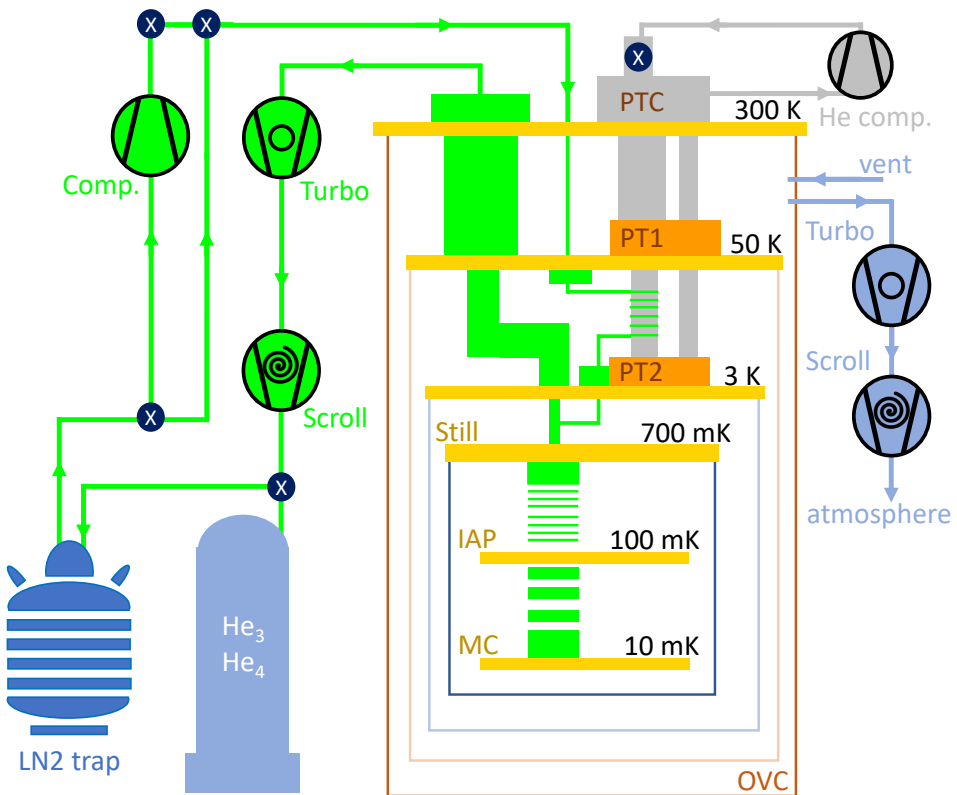 X
X
X
PTC
300 K
He comp.
Comp.
Turbo
vent
Turbo
PT1
50 K
Scroll
PT2
3 K
X
Scroll
Still
700 mK
X
atmosphere
IAP
100 mK
He₃
He₄
MC
10 mK
LN2 trap
OVC